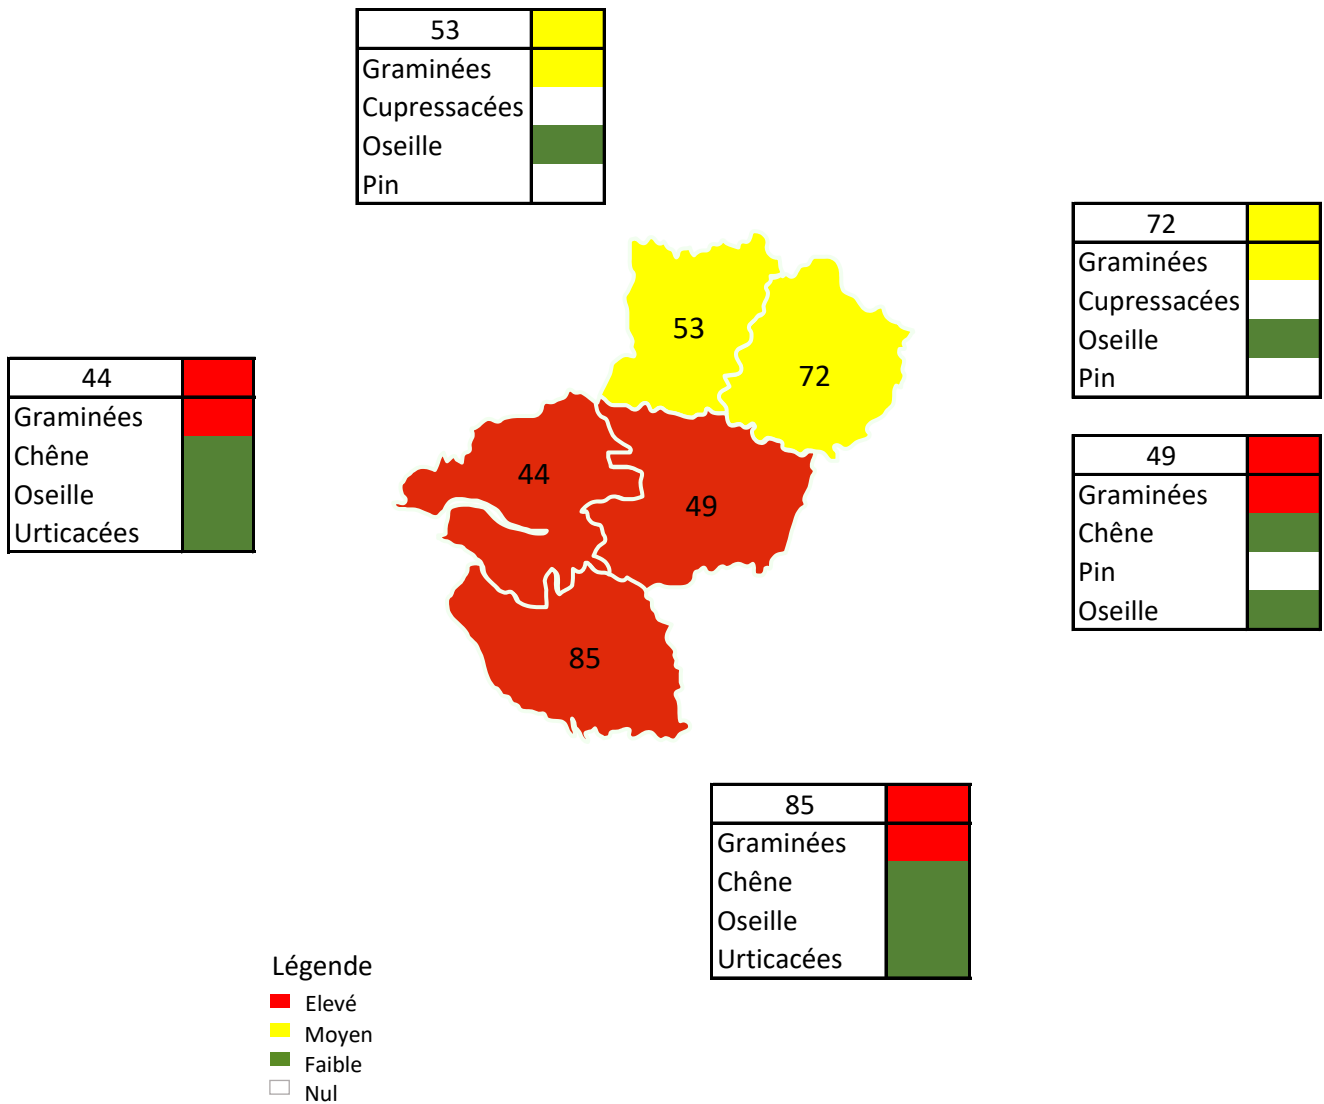 53
Graminées
Cupressacées
Oseille
Pin
72
Graminées
Cupressacées
Oseille
Pin
53
72
44
Graminées
Chêne
Oseille
Urticacées
44
49
49
Graminées
Chêne
Pin
Oseille
85
85
Graminées
Chêne
Oseille
Urticacées
Légende
Elevé
Moyen
Faible
Nul